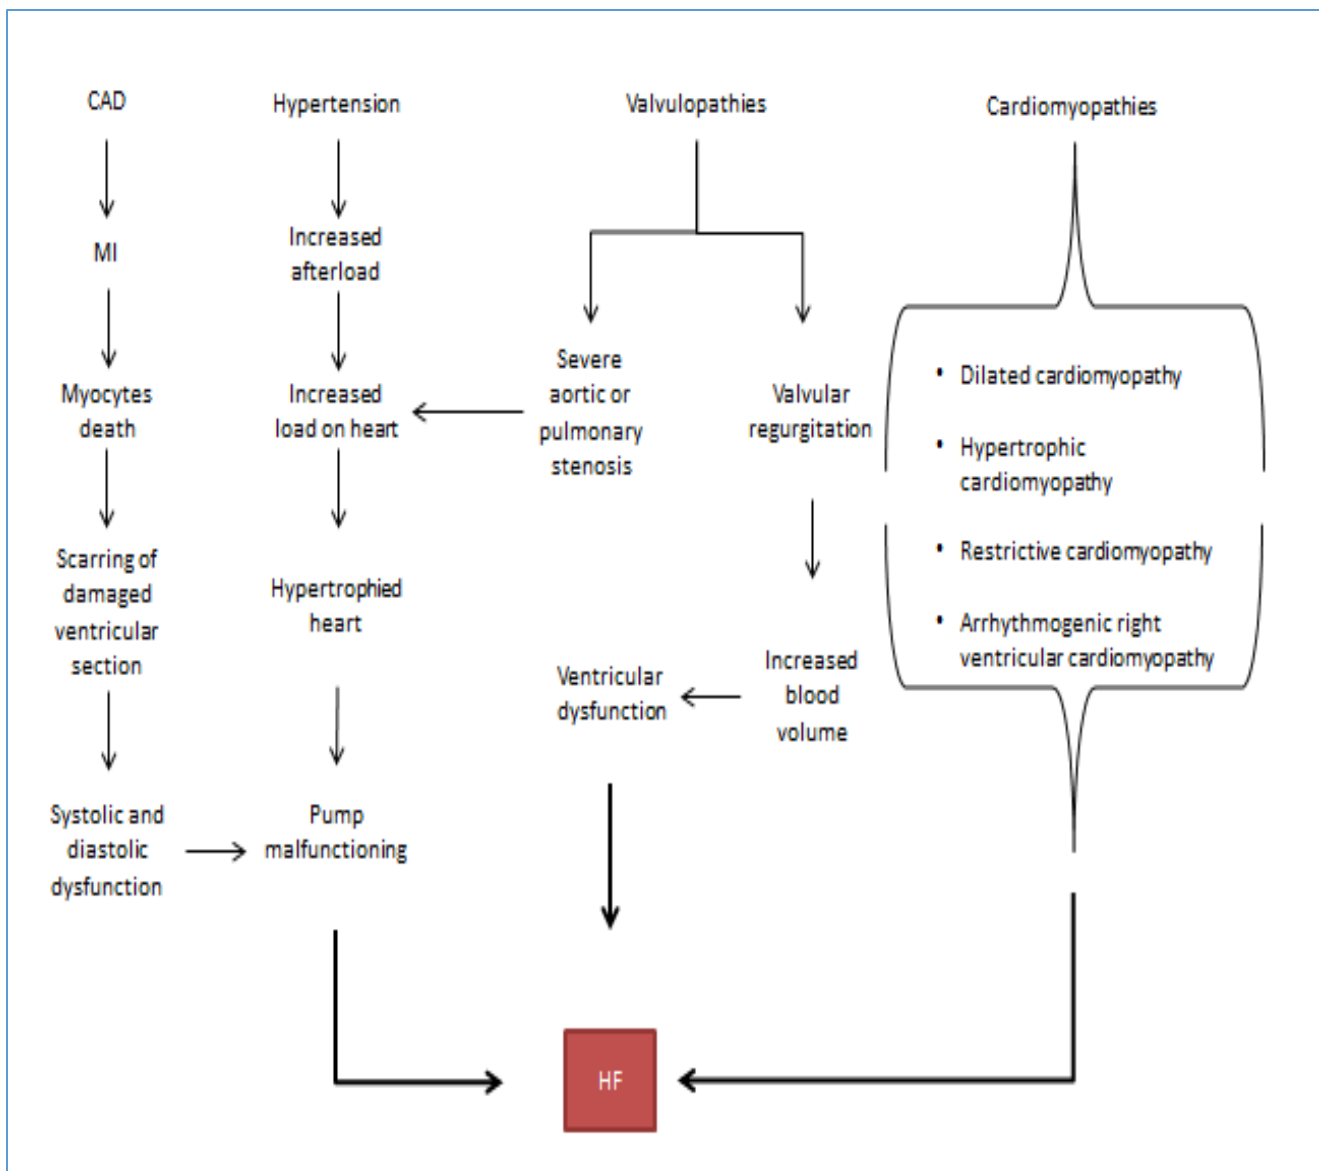 CAD
MI
Myocytes
death
Scarring of
damaged
ventricular
section
Systolic and
diastolic
dysfunction
Hypertension
Increased
afterload
Increased
load on heart
Hypertrophied
heart
Pump
malfunctioning
Valvulopathies
Severe
aortic or
pulmonary
stenosis
Valvular
regurgitation
Increased
blood
volume
Ventricular
dysfunction
Cardiomyopathies
• Dilated cardiomyopathy
• Hypertrophic
cardiomyopathy
• Restrictive cardiomyopathy
• Arrhythmogenic right
ventricular cardiomyopathy
HF